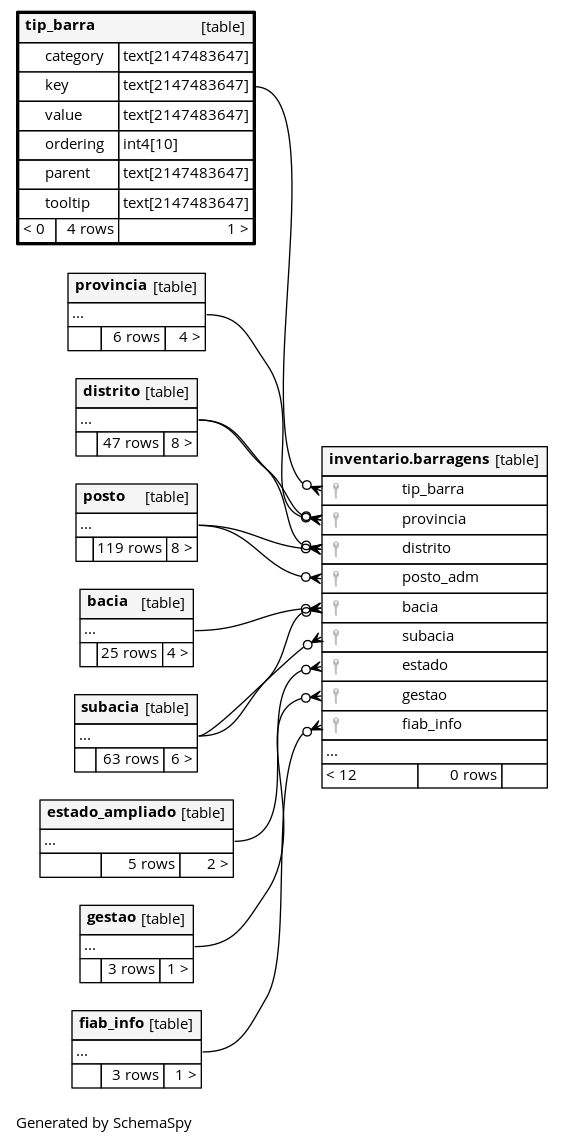 tip_barra [table]
category text[2147483647]
key text[2147483647]
value text[2147483647]
ordering int4[10]
parent text[2147483647]
tooltip text[2147483647]
< 0 4 rows 1 >
provincia [table]
...
6 rows 4 >
distrito [table]
...
47 rows 8 >
posto [table]
...
119 rows 8 >
bacia [table]
...
25 rows 4 >
subacia [table]
...
63 rows 6 >
estado_ampliado [table]
...
5 rows 2 >
gestao [table]
...
3 rows 1 >
fiab_info [table]
...
3 rows 1 >
inventario.barragens [table]
tip_barra
provincia
distrito
posto_adm
bacia
subacia
estado
gestao
fiab_info
...
< 12 0 rows
Generated by SchemaSpy